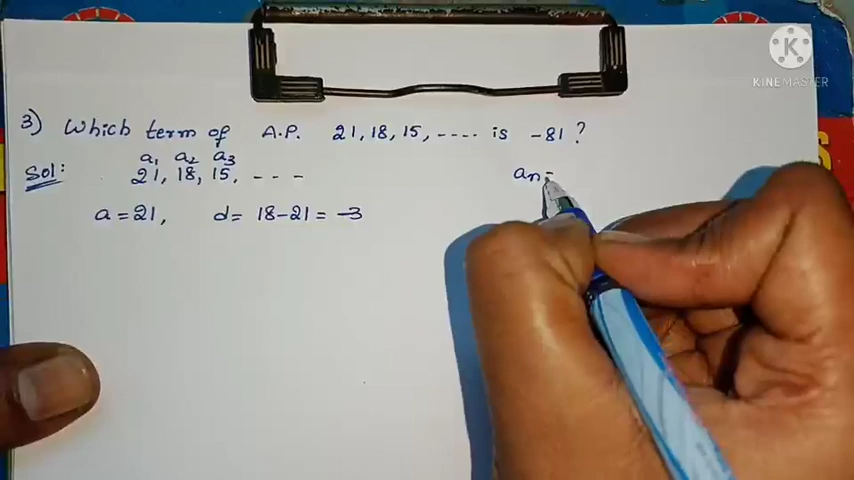 KINEMASTER
3) Which term of A.P. 21, 18, 15, ---- is -81?
a1 a2 a3
Sol: 21, 18, 15, - - -
an=
a = 21, d = 18-21 = -3